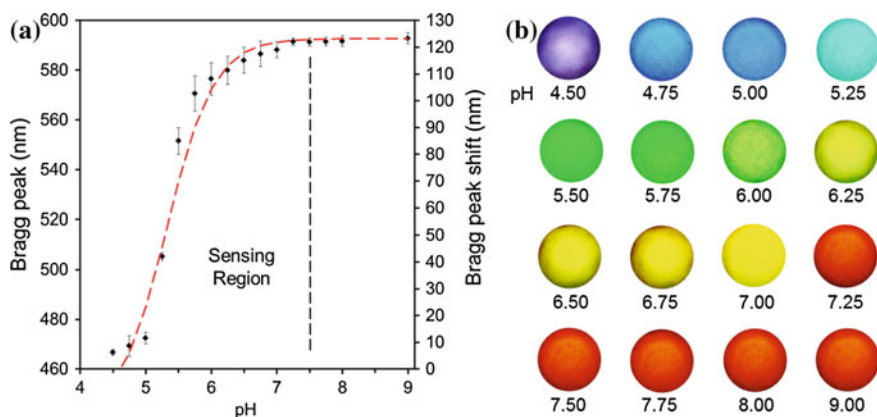 (a)
600
580
560
540
520
500
480
460
Bragg peak (nm)
130
120
110
100
90
80
70
60
50
40
30
20
10
0
Bragg peak shift (nm)
Sensing
Region
4 5 6 7 8 9
pH
(b)
pH 4.50 4.75 5.00 5.25
5.50 5.75 6.00 6.25
6.50 6.75 7.00 7.25
7.50 7.75 8.00 9.00